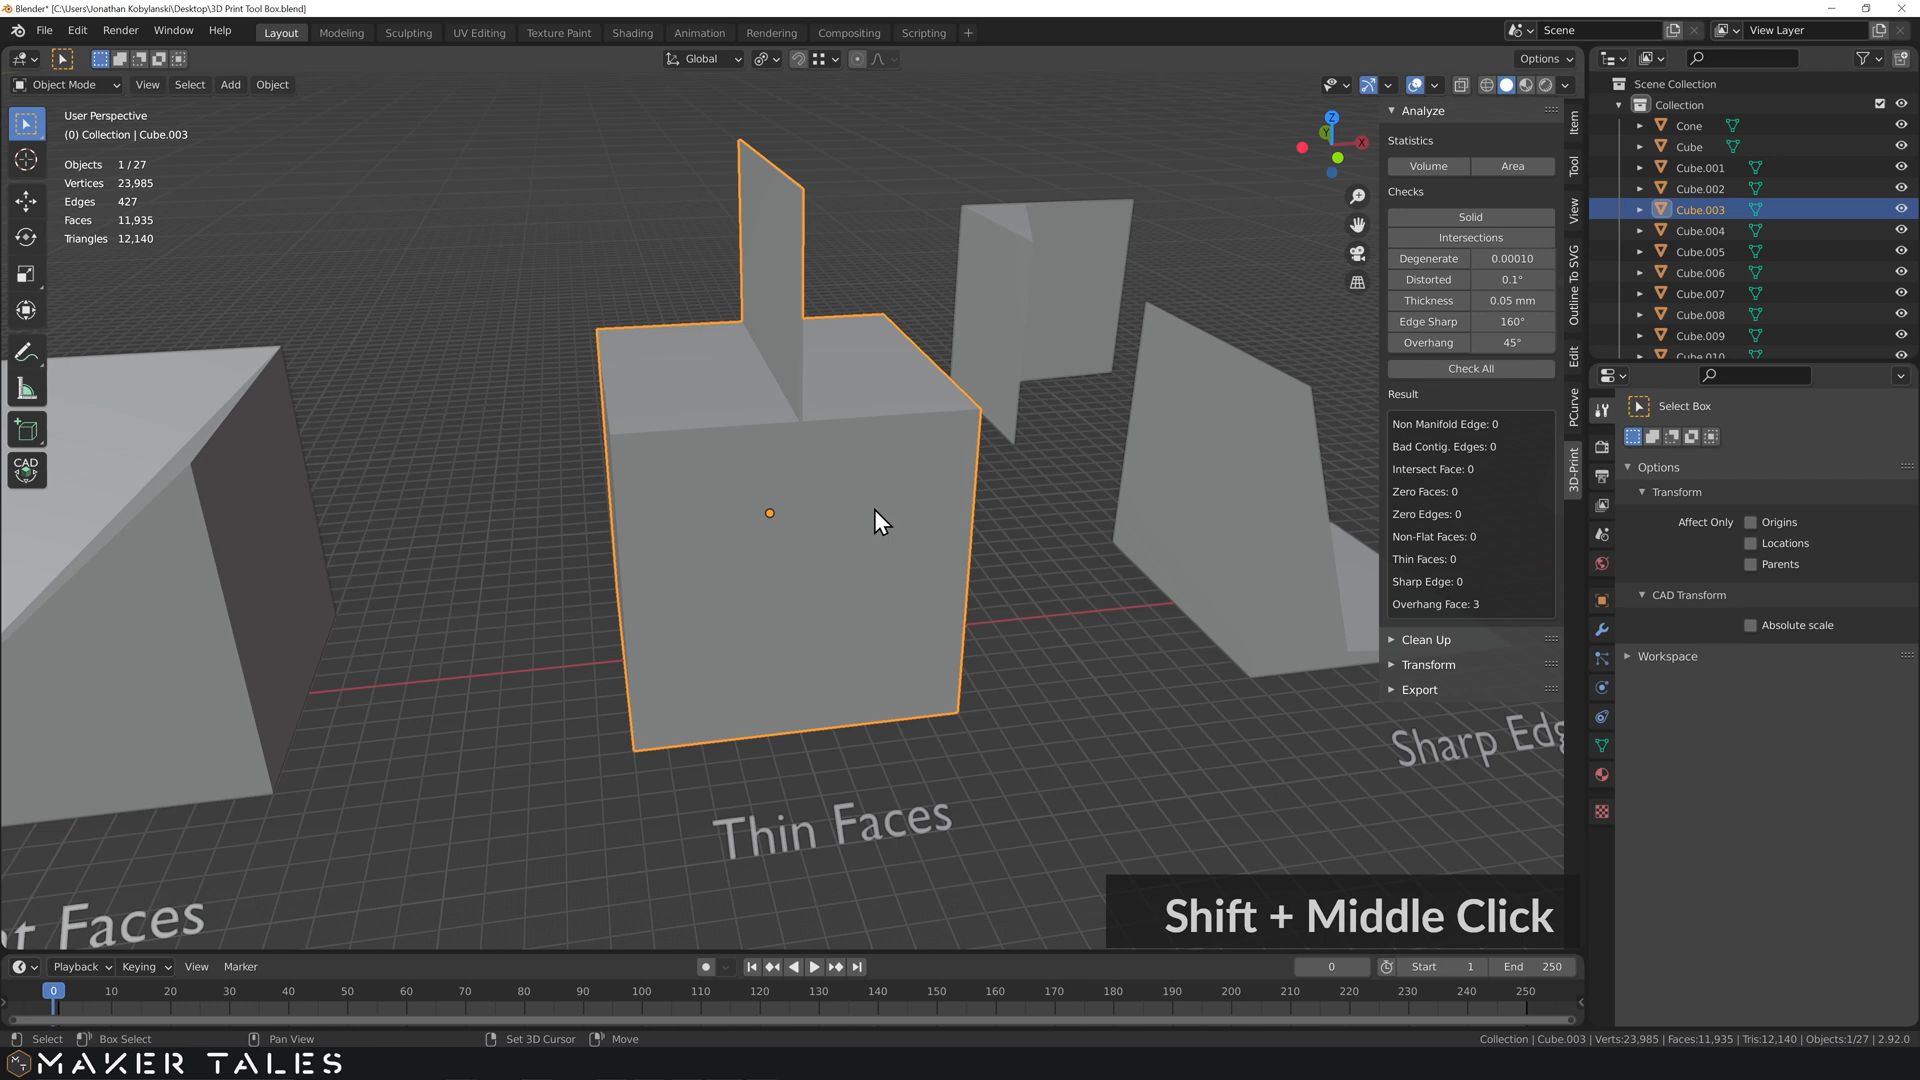 Blender* [C:\Users\Jonathan Kobylanski\Desktop\3D Print Tool Box.blend]
File Edit Render Window Help Layout Modeling Sculpting UV Editing Texture Paint Shading Animation Rendering Compositing Scripting + Scene View Layer
Global Options
Object Mode View Select Add Object
User Perspective
(0) Collection | Cube.003
Objects 1 / 27
Vertices 23,985
Edges 427
Faces 11,935
Triangles 12,140
CAD
Z
Y
X
Analyze
Statistics
Volume Area
Checks
Solid
Intersections
Degenerate 0.00010
Distorted 0.1°
Thickness 0.05 mm
Edge Sharp 160°
Overhang 45°
Check All
Result
Non Manifold Edge: 0
Bad Contig. Edges: 0
Intersect Face: 0
Zero Faces: 0
Zero Edges: 0
Non-Flat Faces: 0
Thin Faces: 0
Sharp Edge: 0
Overhang Face: 3
Clean Up
Transform
Export
Item
Tool
View
Outline To SVG
Edit
PCurve
3D-Print
Scene Collection
Collection
Cone
Cube
Cube.001
Cube.002
Cube.003
Cube.004
Cube.005
Cube.006
Cube.007
Cube.008
Cube.009
Cube.010
Select Box
Options
Transform
Affect Only Origins
Locations
Parents
CAD Transform
Absolute scale
Workspace
Sharp Edg
Thin Faces
t Faces
Shift + Middle Click
Playback Keying View Marker 0 Start 1 End 250
0 10 20 30 40 50 60 70 80 90 100 110 120 130 140 150 160 170 180 190 200 210 220 230 240 250
Select Box Select Pan View Set 3D Cursor Move Collection | Cube.003 | Verts:23,985 | Faces:11,935 | Tris:12,140 | Objects:1/27 | 2.92.0
MT MAKER TALES